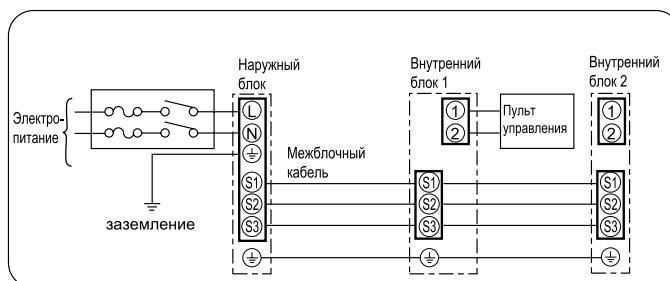 Наружный
блок
Внутренний
блок 1
Внутренний
блок 2
Электро-
питание
L
N
1
2
Пульт
управления
1
2
Межблочный
кабель
S1
S2
S3
S1
S2
S3
S1
S2
S3
заземление